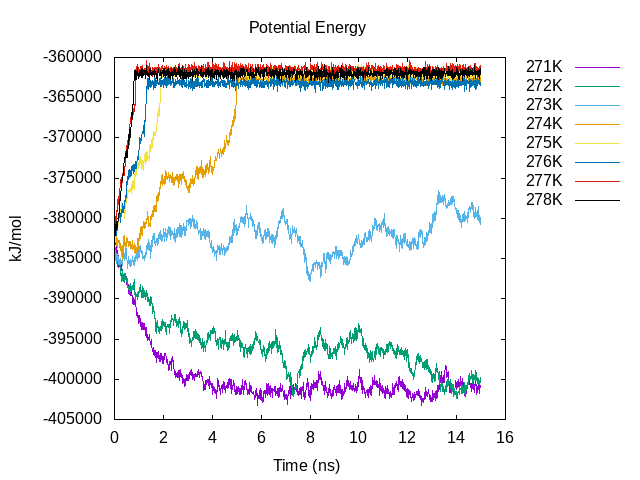 Potential Energy
-360000
-365000
-370000
-375000
-380000
-385000
-390000
-395000
-400000
-405000
kJ/mol
0 2 4 6 8 10 12 14 16
Time (ns)
271K
272K
273K
274K
275K
276K
277K
278K